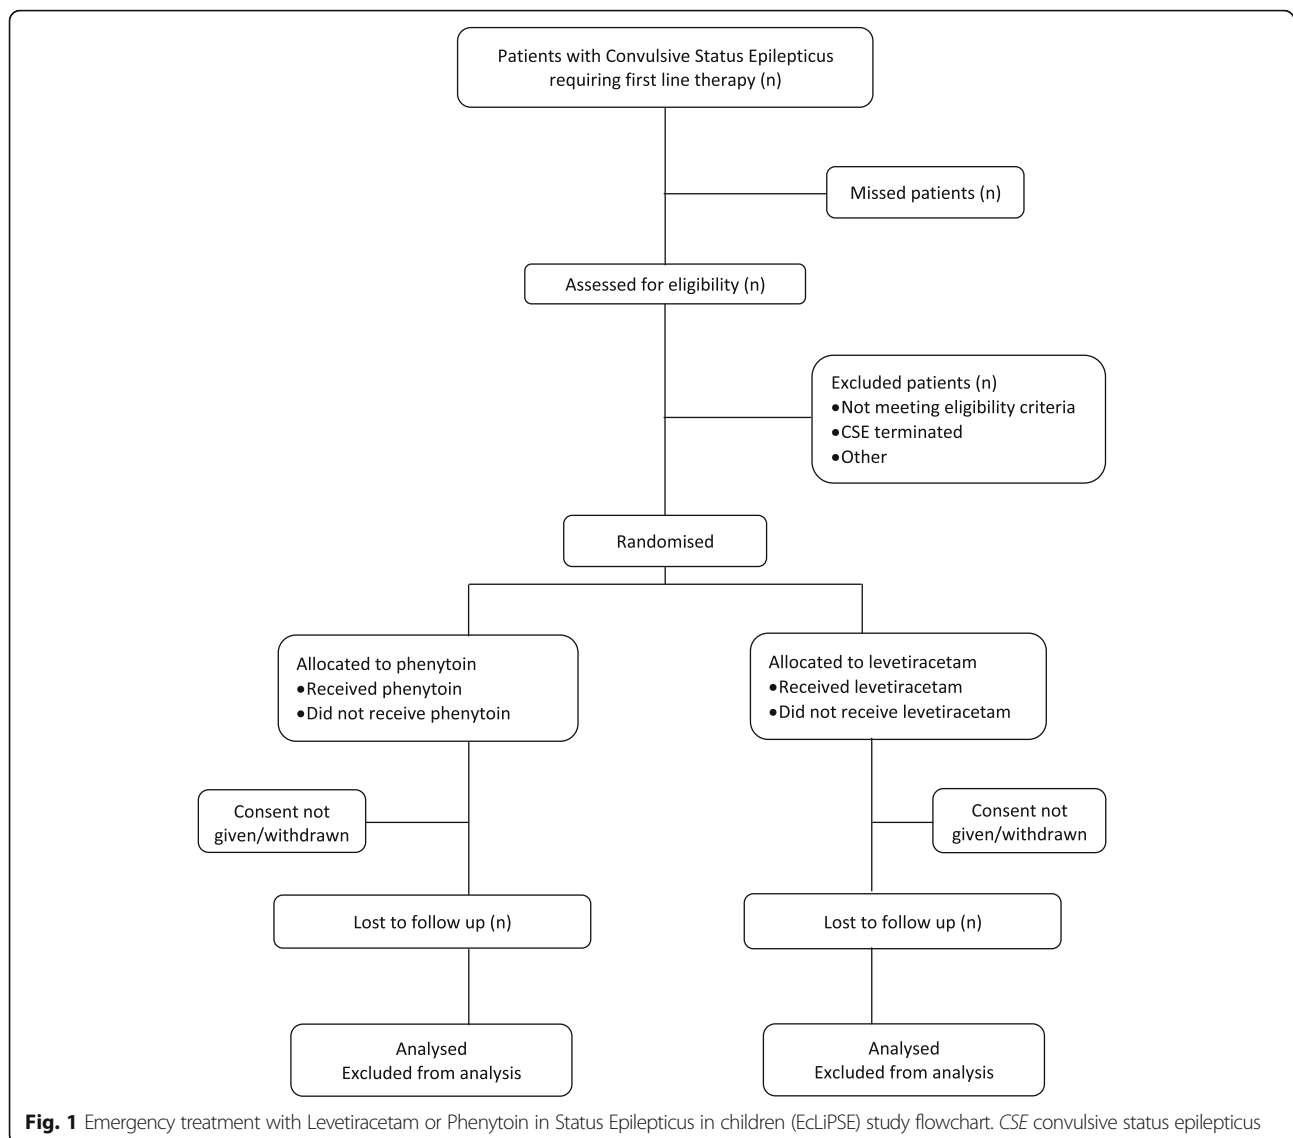 Patients with Convulsive Status Epilepticus
requiring first line therapy (n)
Missed patients (n)
Assessed for eligibility (n)
Excluded patients (n)
•Not meeting eligibility criteria
•CSE terminated
•Other
Randomised
Allocated to phenytoin
•Received phenytoin
•Did not receive phenytoin
Allocated to levetiracetam
•Received levetiracetam
•Did not receive levetiracetam
Consent not
given/withdrawn
Consent not
given/withdrawn
Lost to follow up (n)
Lost to follow up (n)
Analysed
Excluded from analysis
Analysed
Excluded from analysis
Fig. 1 Emergency treatment with Levetiracetam or Phenytoin in Status Epilepticus in children (EcLiPSE) study flowchart. CSE convulsive status epilepticus